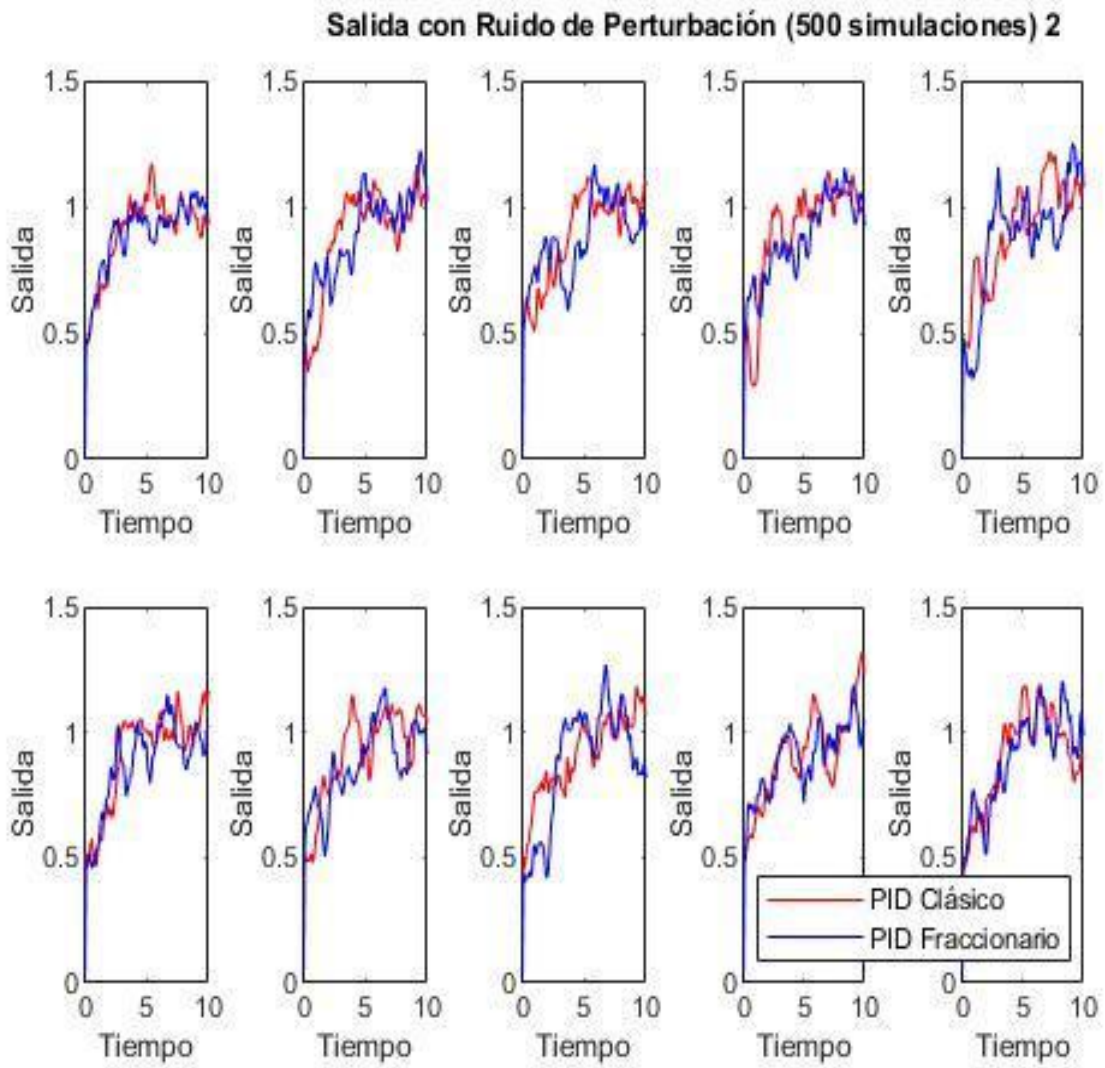 Salida con Ruido de Perturbación (500 simulaciones) 2
1.5 1.5 1.5 1.5 1.5
1 1 1 1 1
Salida Salida Salida Salida Salida
0.5 0.5 0.5 0.5 0.5
0 0 0 0 0
0 5 10 0 5 10 0 5 10 0 5 10 0 5 10
Tiempo Tiempo Tiempo Tiempo Tiempo
1.5 1.5 1.5 1.5 1.5
1 1 1 1 1
Salida Salida Salida Salida Salida
0.5 0.5 0.5 0.5 0.5
PID Clásico
PID Fraccionario
0 0 0 0 0
0 5 10 0 5 10 0 5 10 0 5 10 0 5 10
Tiempo Tiempo Tiempo Tiempo Tiempo